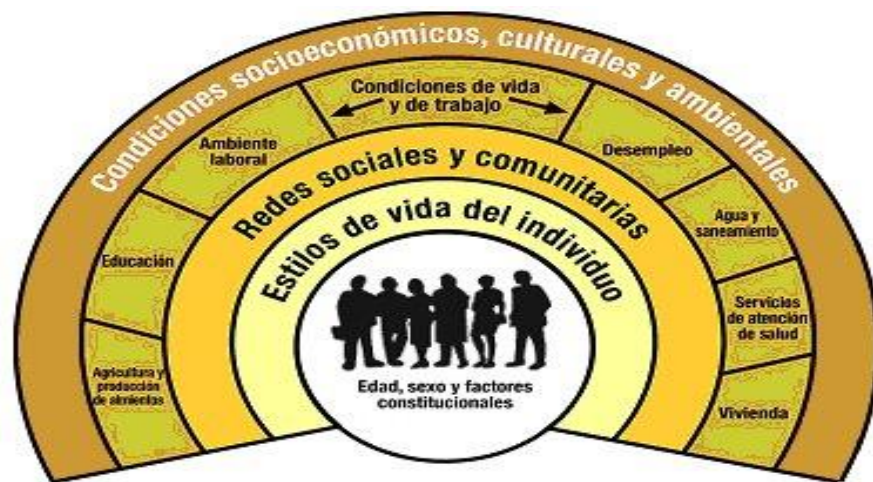 Condiciones socioeconómicos, culturales y ambientales
Condiciones de vida
y de trabajo
Ambiente
laboral
Desempleo
Educación
Agua y
saneamiento
Agricultura y
producción
de alimientos
Servicios
de atención
de salud
Vivienda
Redes sociales y comunitarias
Estilos de vida del individuo
Edad, sexo y factores
constitucionales